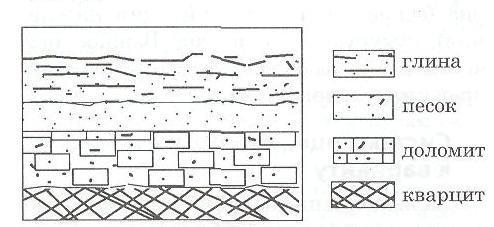 глина
песок
доломит
кварцит